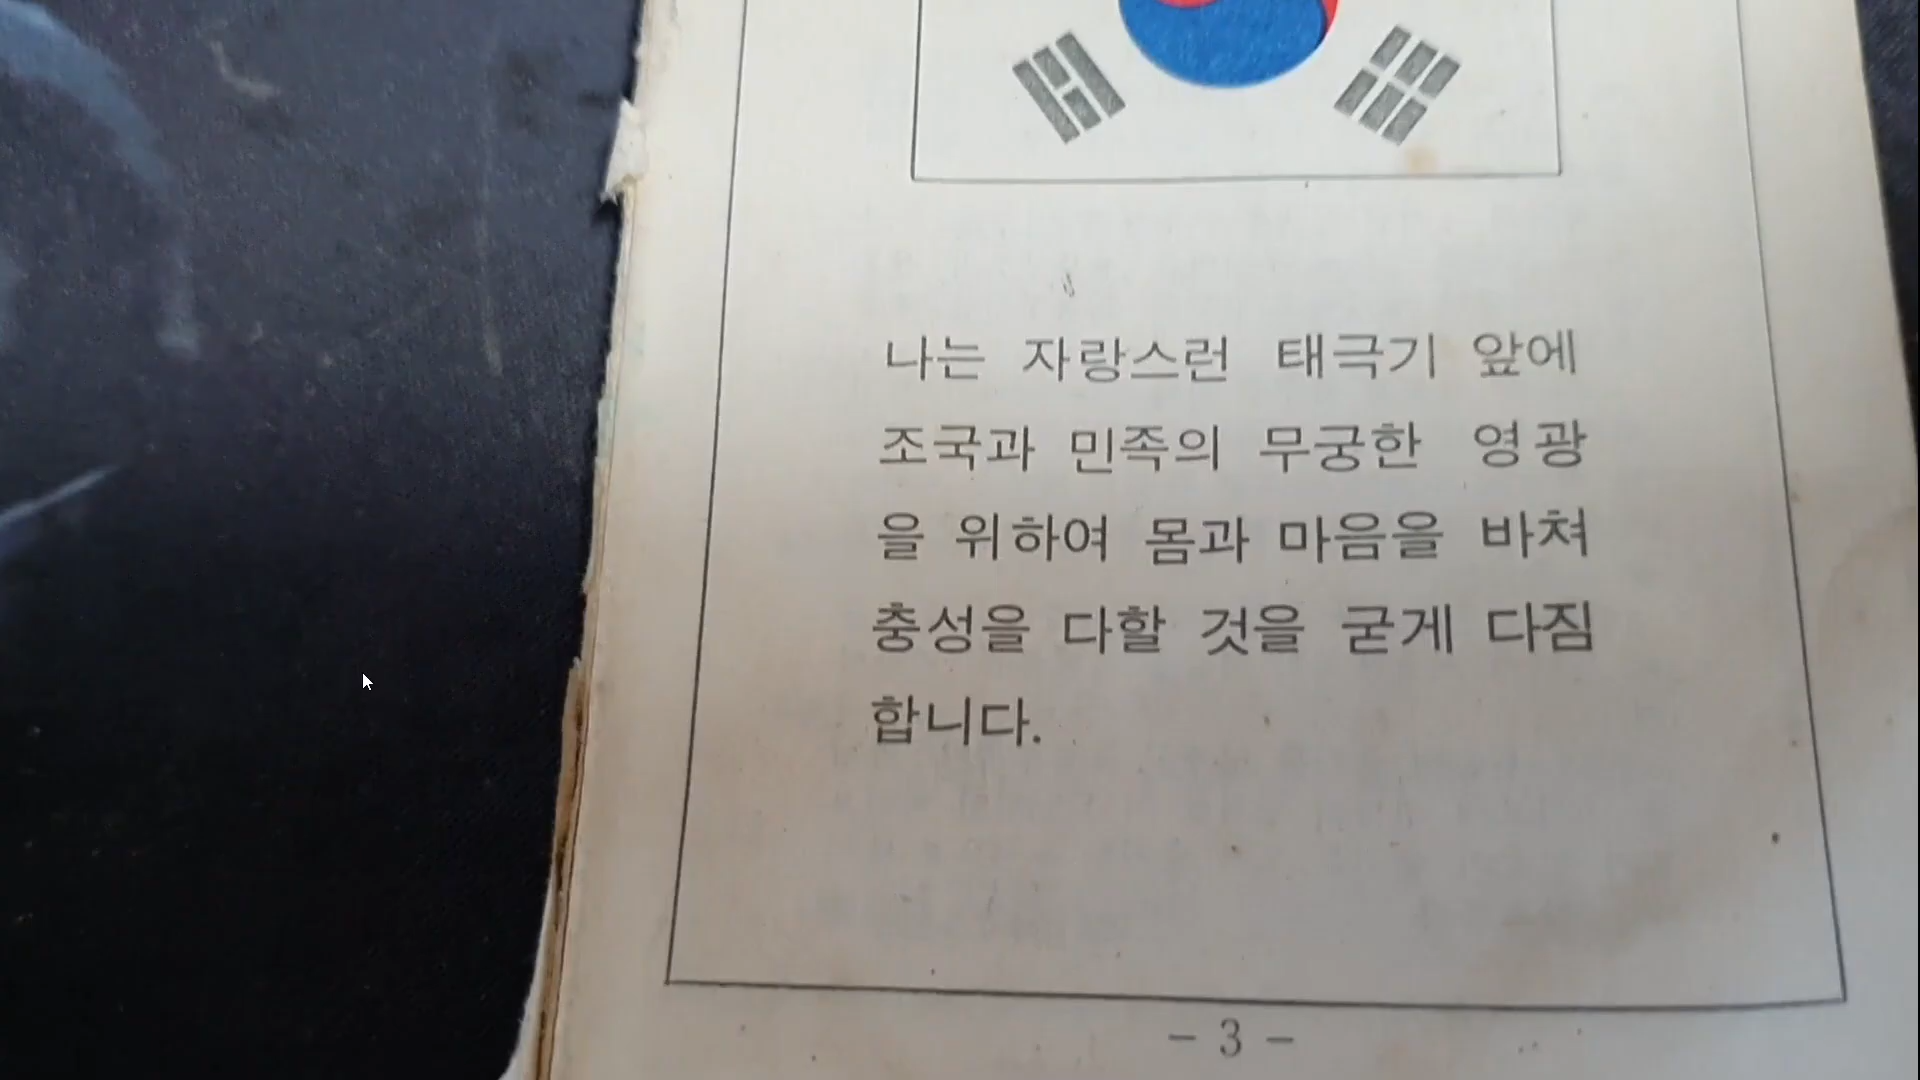 나는 자랑스런 태극기 앞에
조국과 민족의 무궁한 영광
을 위하여 몸과 마음을 바쳐
충성을 다할 것을 굳게 다짐
합니다.
- 3 -